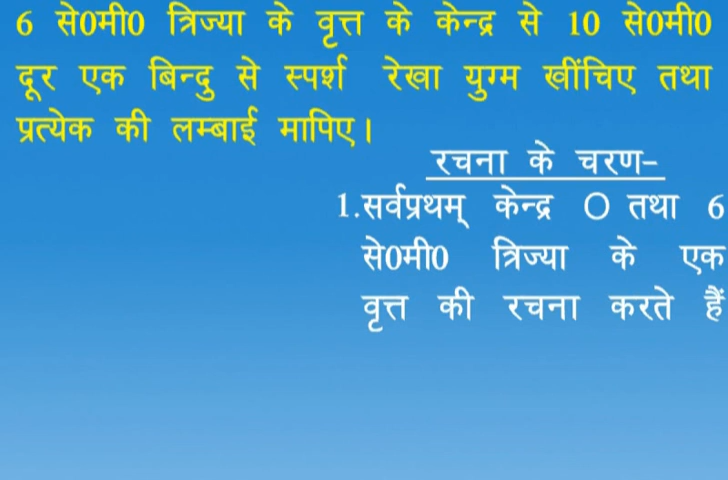 6 से0मी0 त्रिज्या के वृत्त के केन्द्र से 10 से0मी0
दूर एक बिन्दु से स्पर्श रेखा युग्म खींचिए तथा
प्रत्येक की लम्बाई मापिए।
रचना के चरण-
1.सर्वप्रथम् केन्द्र O तथा 6
से0मी0 त्रिज्या के एक
वृत्त की रचना करते हैं